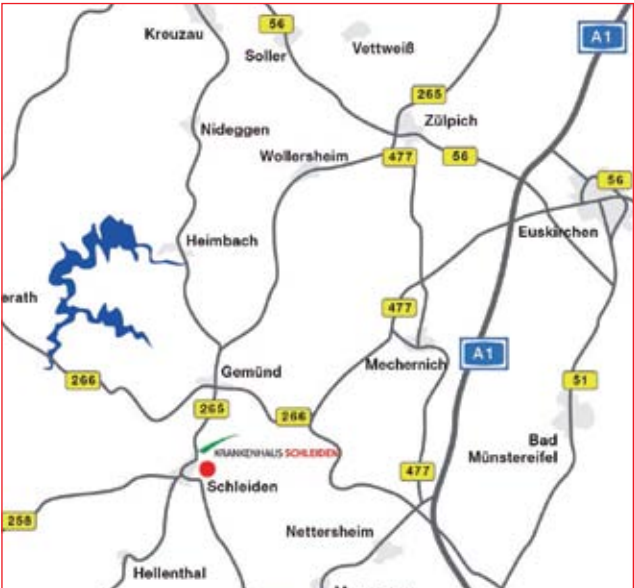 Kreuzau
56
Soller
Vettweiß
A1
265
Zülpich
Nideggen
Wollersheim
477
56
56
Euskirchen
Heimbach
erath
477
Mechernich
A1
266
Gemünd
265
266
51
KRANKENHAUS SCHLEIDEN
Bad
Münstereifel
Schleiden
477
258
Nettersheim
Hellenthal